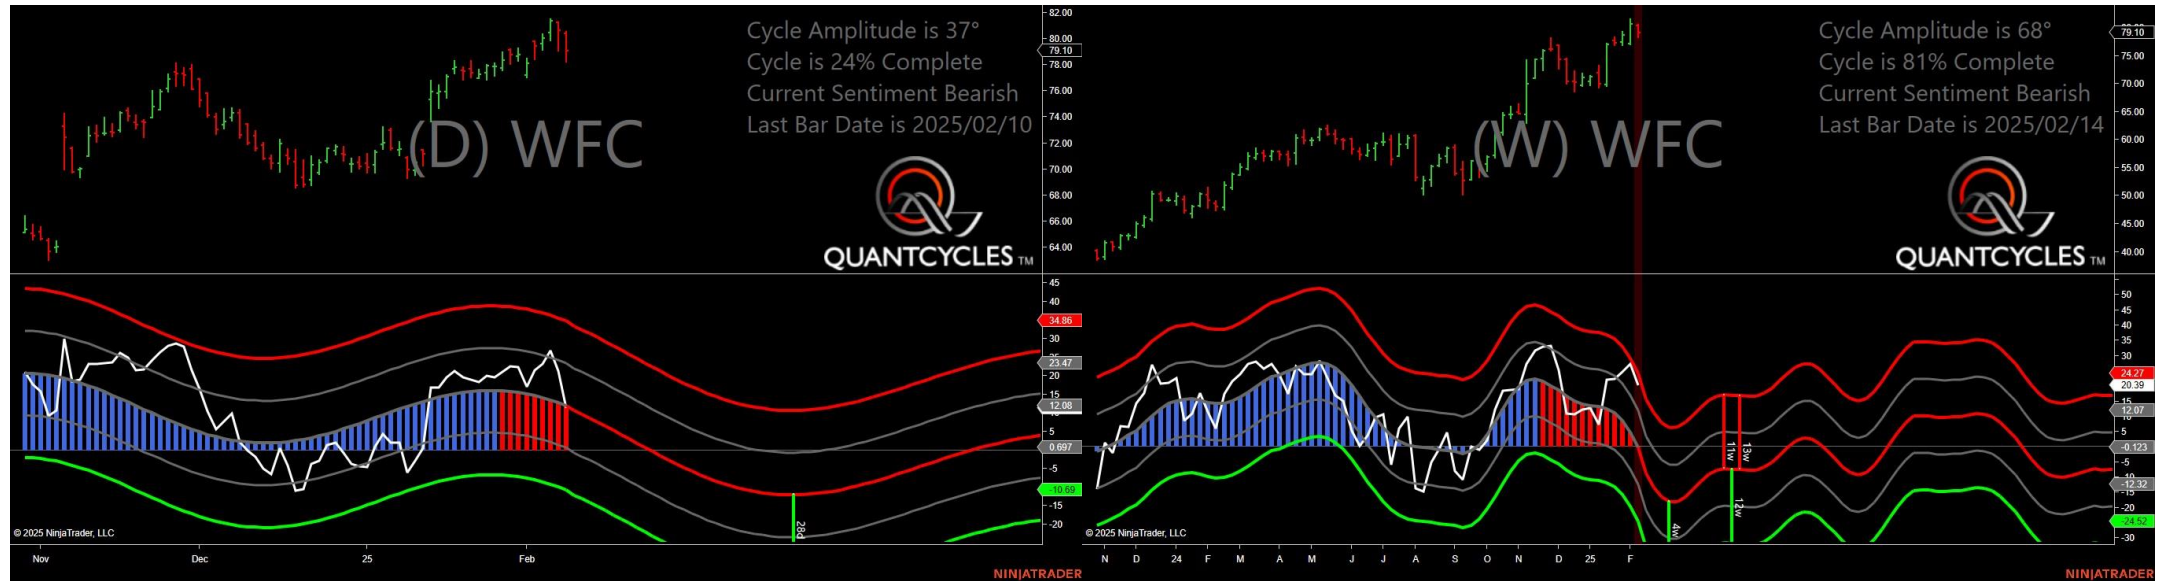 Cycle Amplitude is 37°
Cycle is 24% Complete
Current Sentiment Bearish
Last Bar Date is 2025/02/10
(D) WFC
QUANTCYCLES TM
82.00
80.00
79.10
78.00
76.00
74.00
72.00
70.00
68.00
66.00
64.00
45
40
34.86
30
23.47
20
15
12.08
5
0.697
-5
-10.69
-15
-20
28d
© 2025 NinjaTrader, LLC
Nov Dec 25 Feb
NINJATRADER
Cycle Amplitude is 68°
Cycle is 81% Complete
Current Sentiment Bearish
Last Bar Date is 2025/02/14
(W) WFC
QUANTCYCLES TM
79.10
75.00
70.00
65.00
60.00
55.00
50.00
45.00
40.00
50
45
40
35
30
24.27
20.39
15
12.07
5
-0.123
-5
-12.32
-15
-20
-24.52
-30
11w
13w
12w
4w
© 2025 NinjaTrader, LLC
N D 24 F M A M J J A S O N D 25 F
NINJATRADER